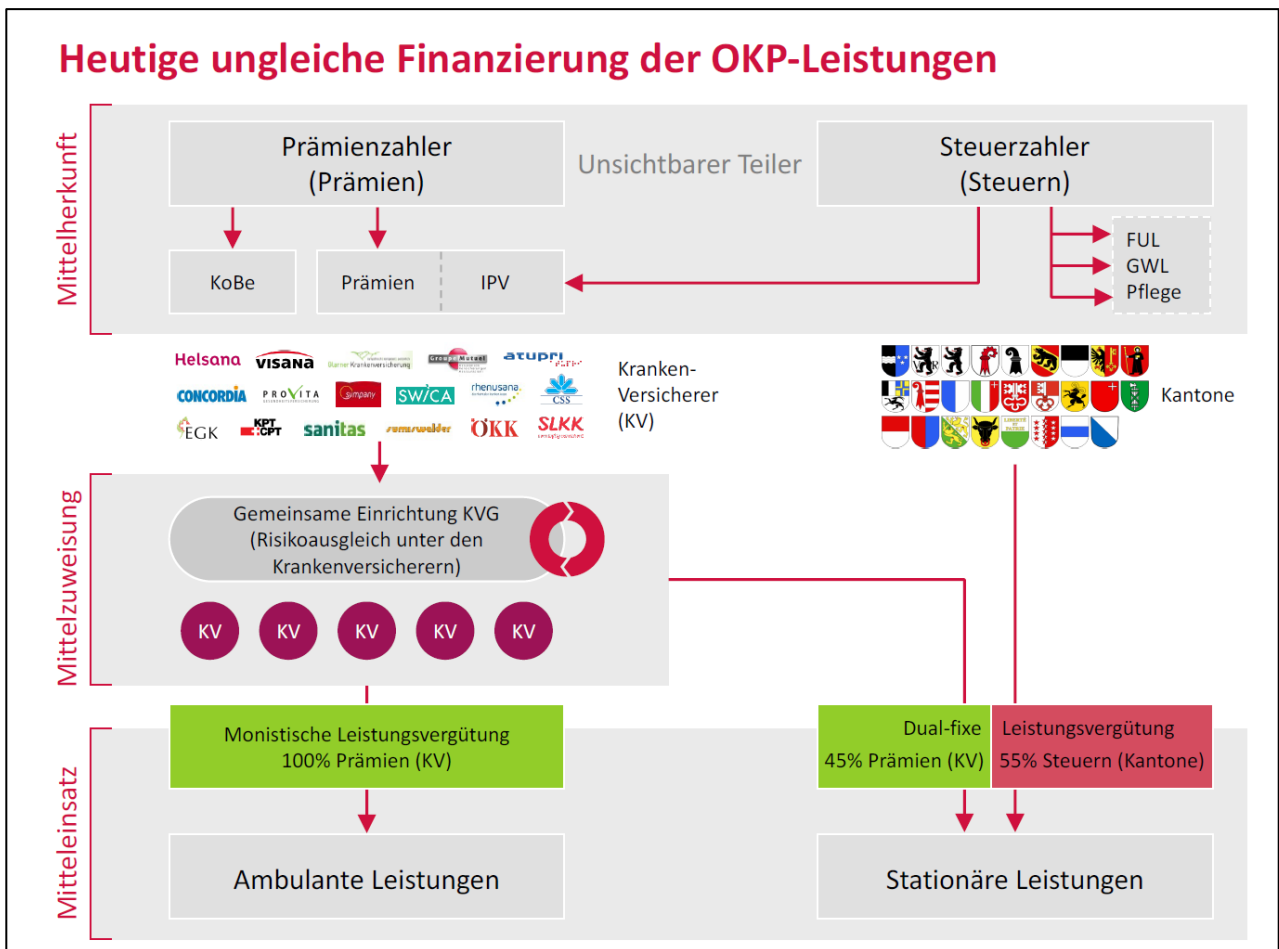 Heutige ungleiche Finanzierung der OKP-Leistungen
Mittelherkunft
Prämienzahler
(Prämien)
Unsichtbarer Teiler
Steuerzahler
(Steuern)
KoBe
Prämien
IPV
FUL
GWL
Pflege
Helsana
visana
Glarner Krankenversicherung
Groupe Mutuel
atupri
CONCORDIA
PROVITA
sympany
SWICA
rhenusana
CSS
EGK
KPT
CPT
sanitas
sumiswalder
ÖKK
SLKK
Kranken-
Versicherer
(KV)
Kantone
Mittelzuweisung
Gemeinsame Einrichtung KVG
(Risikoausgleich unter den
Krankenversicherern)
KV
KV
KV
KV
KV
Mitteleinsatz
Monistische Leistungsvergütung
100% Prämien (KV)
Dual-fixe
45% Prämien (KV)
Leistungsvergütung
55% Steuern (Kantone)
Ambulante Leistungen
Stationäre Leistungen